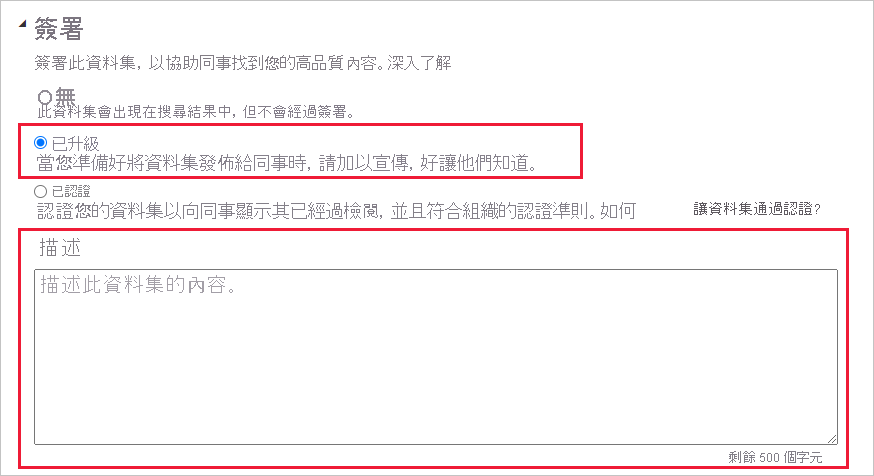 簽署
簽署此資料集, 以協助同事找到您的高品質內容。深入了解
無
此資料集會出現在搜尋結果中, 但不會經過簽署。
已升級
當您準備好將資料集發佈給同事時, 請加以宣傳, 好讓他們知道。
已認證
認證您的資料集以向同事顯示其已經過檢閱, 並且符合組織的認證準則。如何 讓資料集通過認證?
描述
描述此資料集的內容。
剩餘 500 個字元